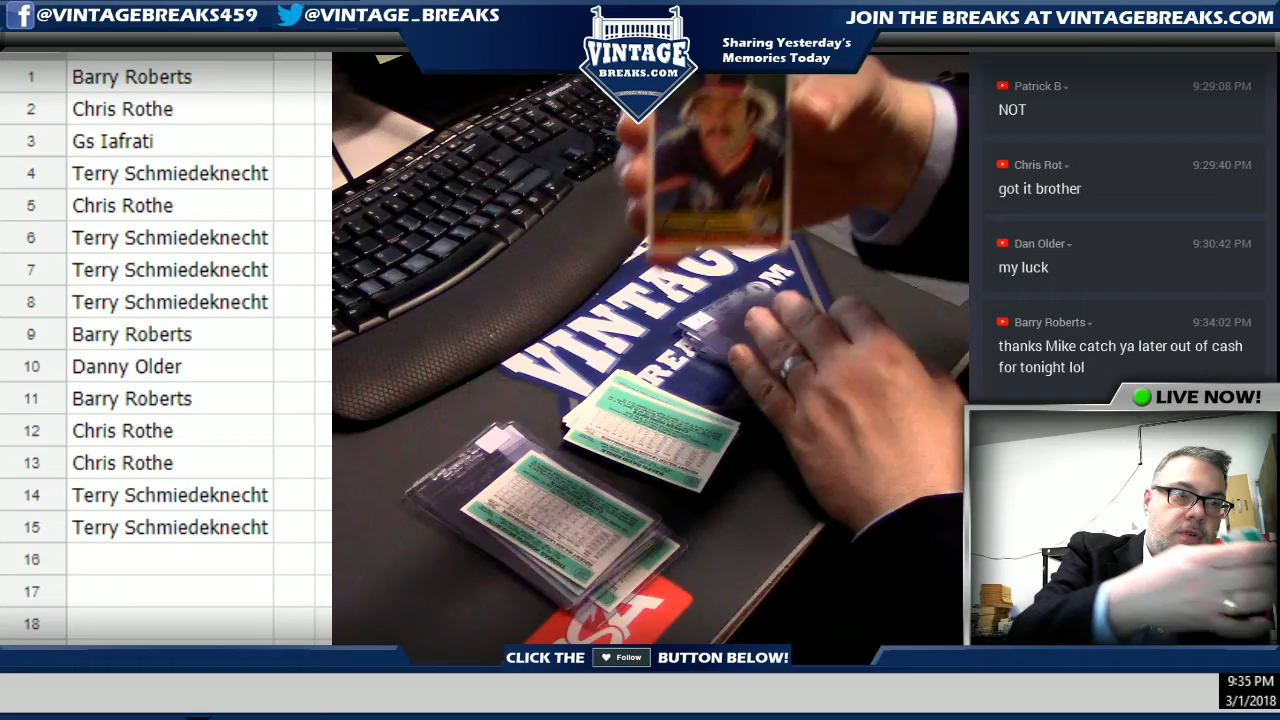 @VINTAGEBREAKS459
@VINTAGE_BREAKS
VINTAGE
BREAKS.COM
Sharing Yesterday's
Memories Today
JOIN THE BREAKS AT VINTAGEBREAKS.COM
1 Barry Roberts
2 Chris Rothe
3 Gs Iafrati
4 Terry Schmiedeknecht
5 Chris Rothe
6 Terry Schmiedeknecht
7 Terry Schmiedeknecht
8 Terry Schmiedeknecht
9 Barry Roberts
10 Danny Older
11 Barry Roberts
12 Chris Rothe
13 Chris Rothe
14 Terry Schmiedeknecht
15 Terry Schmiedeknecht
16
17
18
VINTAGE
Patrick B 9:29:08 PM
NOT
Chris Rot 9:29:40 PM
got it brother
Dan Older 9:30:42 PM
my luck
Barry Roberts 9:34:02 PM
thanks Mike catch ya later out of cash
for tonight lol
LIVE NOW!
CLICK THE Follow BUTTON BELOW!
9:35 PM
3/1/2018